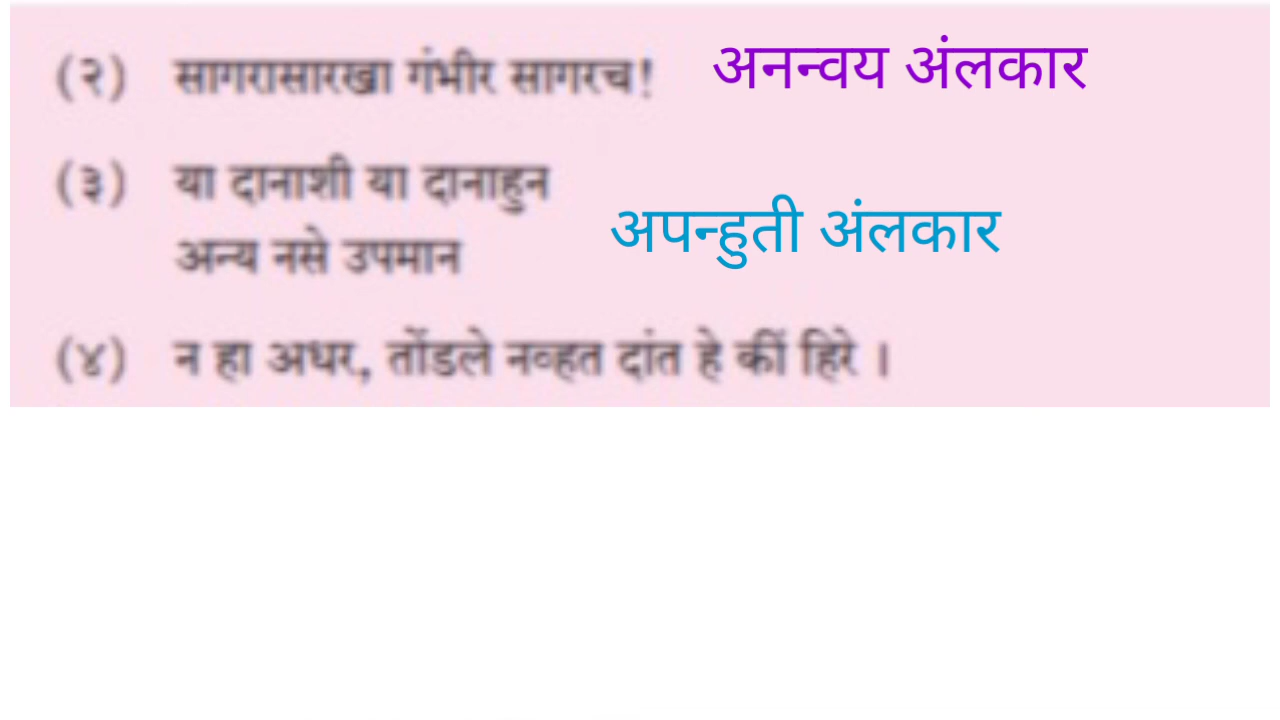 (२) सागरासारखा गंभीर सागरच! अनन्वय अंलकार
(३) या दानाशी या दानाहुन
अन्य नसे उपमान
अपन्हुती अंलकार
(४) न हा अधर, तोंडले नव्हत दांत हे कीं हिरे ।